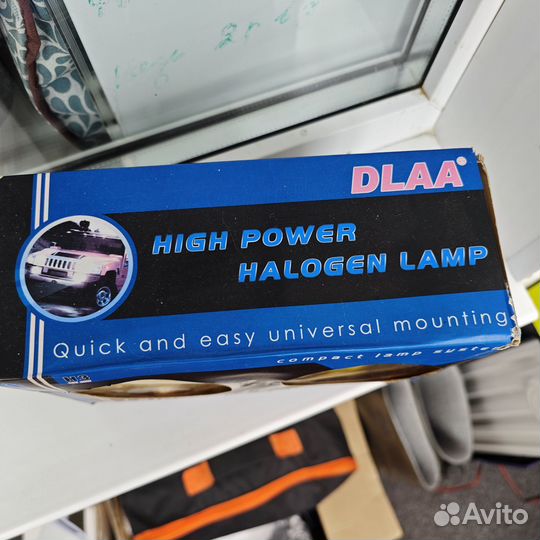 DLAA®
HIGH POWER
HALOGEN LAMP
Quick and easy universal mounting
compact lamp system
Avito